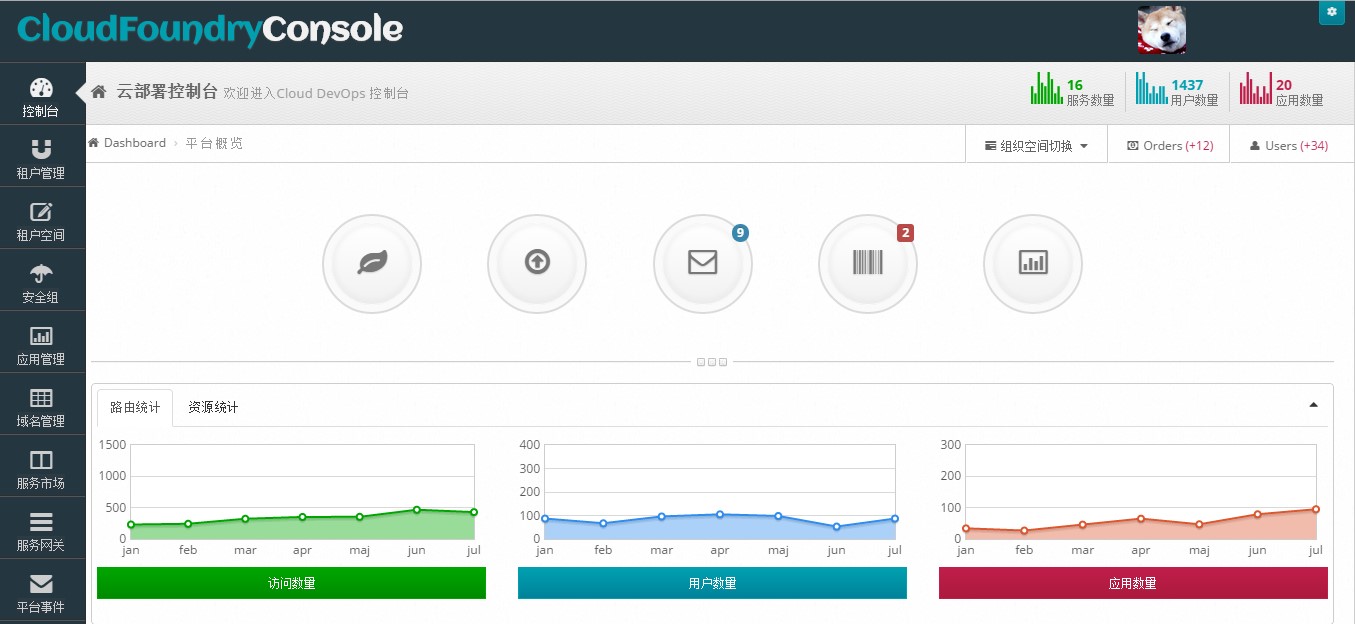 CloudFoundryConsole
控制台
租户管理
租户空间
安全组
应用管理
域名管理
服务市场
服务网关
平台事件
云部署控制台 欢迎进入Cloud DevOps 控制台
16
服务数量
1437
用户数量
20
应用数量
Dashboard › 平台概览
组织空间切换
Orders (+12)
Users (+34)
9
2
路由统计
资源统计
1500
1000
500
0
jan feb mar apr maj jun jul
访问数量
400
300
200
100
0
jan feb mar apr maj jun jul
用户数量
300
200
100
0
jan feb mar apr maj jun jul
应用数量